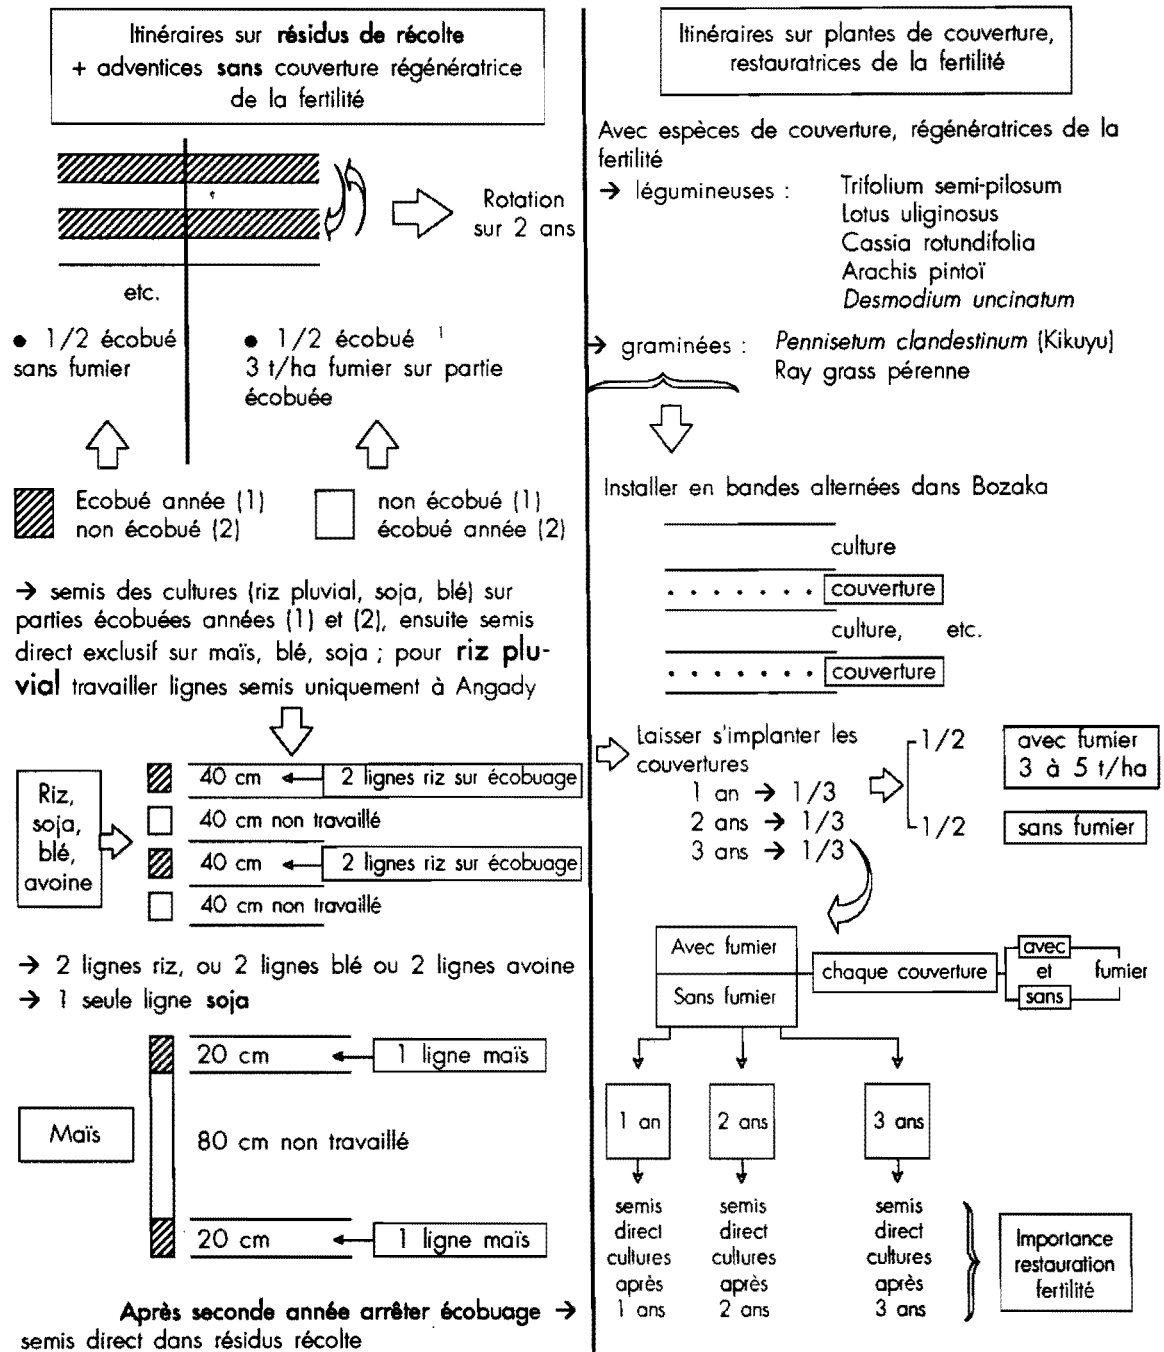 Itinéraires sur résidus de récolte
+ adventices sans couverture régénératrice
de la fertilité
etc.
Rotation
sur 2 ans
● 1/2 écobué
sans fumier
● 1/2 écobué
3 t/ha fumier sur partie
écobuée
Ecobué année (1)
non écobué (2)
non écobué (1)
écobué année (2)
→ semis des cultures (riz pluvial, soja, blé) sur
parties écobuées années (1) et (2), ensuite semis
direct exclusif sur maïs, blé, soja ; pour riz plu-
vial travailler lignes semis uniquement à Angady
Riz,
soja,
blé,
avoine
40 cm
2 lignes riz sur écobuage
40 cm non travaillé
40 cm
2 lignes riz sur écobuage
40 cm non travaillé
→ 2 lignes riz, ou 2 lignes blé ou 2 lignes avoine
→ 1 seule ligne soja
Maïs
20 cm
1 ligne maïs
80 cm non travaillé
20 cm
1 ligne maïs
Après seconde année arrêter écobuage →
semis direct dans résidus récolte
Itinéraires sur plantes de couverture,
restauratrices de la fertilité
Avec espèces de couverture, régénératrices de la
fertilité
→ légumineuses :
Trifolium semi-pilosum
Lotus uliginosus
Cassia rotundifolia
Arachis pintoï
Desmodium uncinatum
→ graminées :
Pennisetum clandestinum (Kikuyu)
Ray grass pérenne
Installer en bandes alternées dans Bozaka
culture
couverture
culture, etc.
couverture
Laisser s'implanter les
couvertures
1 an → 1/3
2 ans → 1/3
3 ans → 1/3
1/2
avec fumier
3 à 5 t/ha
1/2
sans fumier
Avec fumier
Sans fumier
chaque couverture
avec
et
sans
fumier
1 an
2 ans
3 ans
semis
direct
cultures
après
1 ans
semis
direct
cultures
après
2 ans
semis
direct
cultures
après
3 ans
Importance
restauration
fertilité